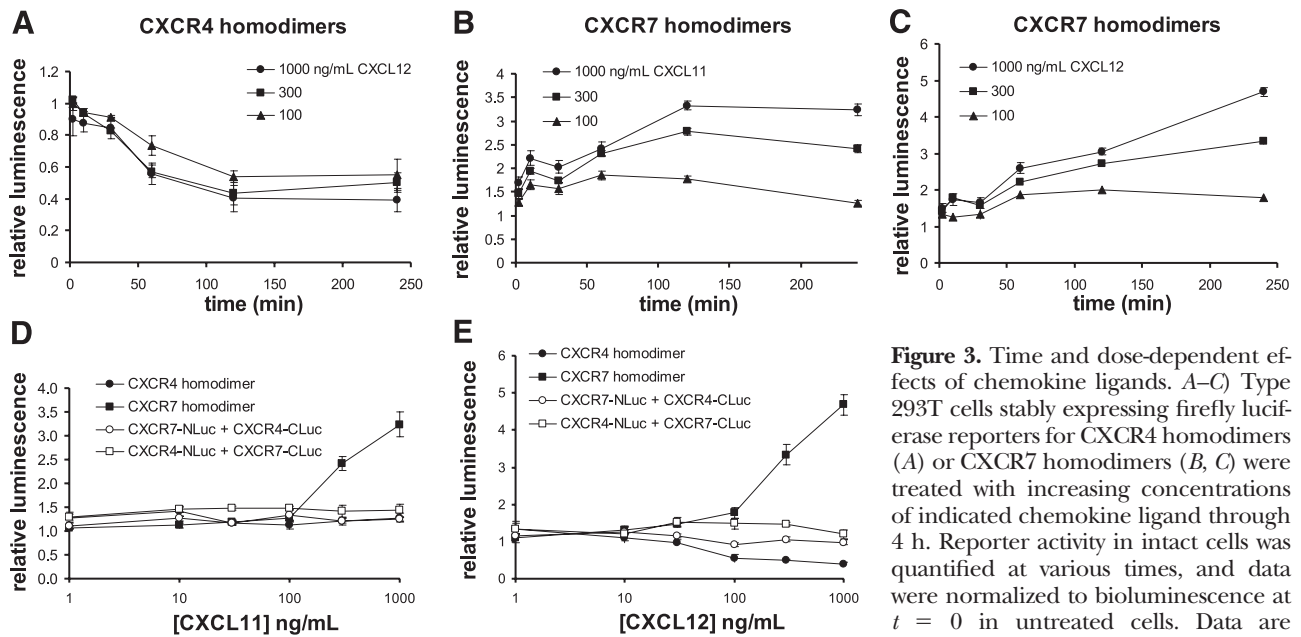 A
CXCR4 homodimers
relative luminescence
1.2
1
0.8
0.6
0.4
0.2
0
1000 ng/mL CXCL12
300
100
0 50 100 150 200 250
time (min)
B
CXCR7 homodimers
relative luminescence
4
3.5
3
2.5
2
1.5
1
0.5
0
1000 ng/mL CXCL11
300
100
0 50 100 150 200
time (min)
C
CXCR7 homodimers
relative luminescence
6
5
4
3
2
1
0
1000 ng/mL CXCL12
300
100
0 50 100 150 200 250
time (min)
D
relative luminescence
4.0
3.5
3.0
2.5
2.0
1.5
1.0
0.5
0.0
CXCR4 homodimer
CXCR7 homodimer
CXCR7-NLuc + CXCR4-CLuc
CXCR4-NLuc + CXCR7-CLuc
1 10 100 1000
[CXCL11] ng/mL
E
relative luminescence
6
5
4
3
2
1
0
CXCR4 homodimer
CXCR7 homodimer
CXCR7-NLuc + CXCR4-CLuc
CXCR4-NLuc + CXCR7-CLuc
1 10 100 1000
[CXCL12] ng/mL
Figure 3. Time and dose-dependent ef-
fects of chemokine ligands. A–C) Type
293T cells stably expressing firefly lucif-
erase reporters for CXCR4 homodimers
(A) or CXCR7 homodimers (B, C) were
treated with increasing concentrations
of indicated chemokine ligand through
4 h. Reporter activity in intact cells was
quantified at various times, and data
were normalized to bioluminescence at
t = 0 in untreated cells. Data are